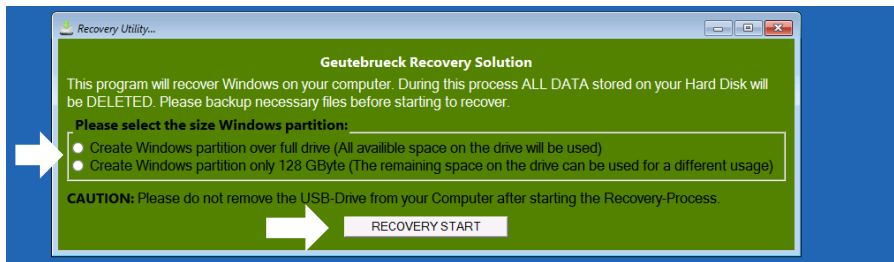 Recovery Utility...
Geutebrueck Recovery Solution
This program will recover Windows on your computer. During this process ALL DATA stored on your Hard Disk will
be DELETED. Please backup necessary files before starting to recover.
Please select the size Windows partition:
Create Windows partition over full drive (All availible space on the drive will be used)
Create Windows partition only 128 GByte (The remaining space on the drive can be used for a different usage)
CAUTION: Please do not remove the USB-Drive from your Computer after starting the Recovery-Process.
RECOVERY START